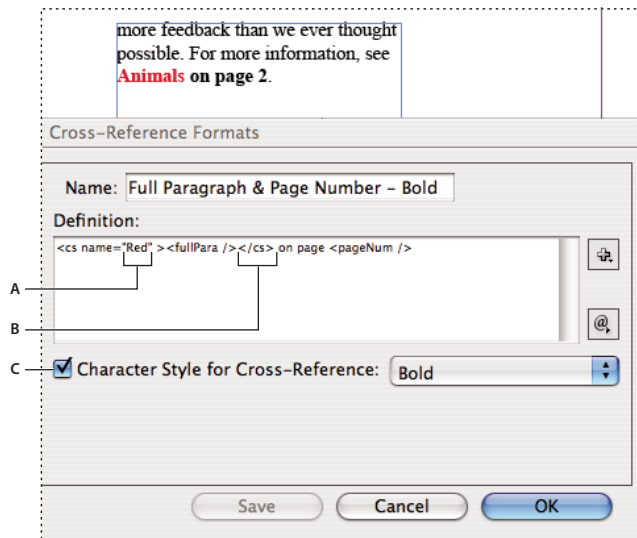 more feedback than we ever thought
possible. For more information, see
Animals on page 2.
Cross-Reference Formats
Name: Full Paragraph & Page Number – Bold
Definition:
<cs name="Red" ><fullPara /></cs> on page <pageNum />
A
B
@
C
Character Style for Cross-Reference: Bold
Save Cancel OK